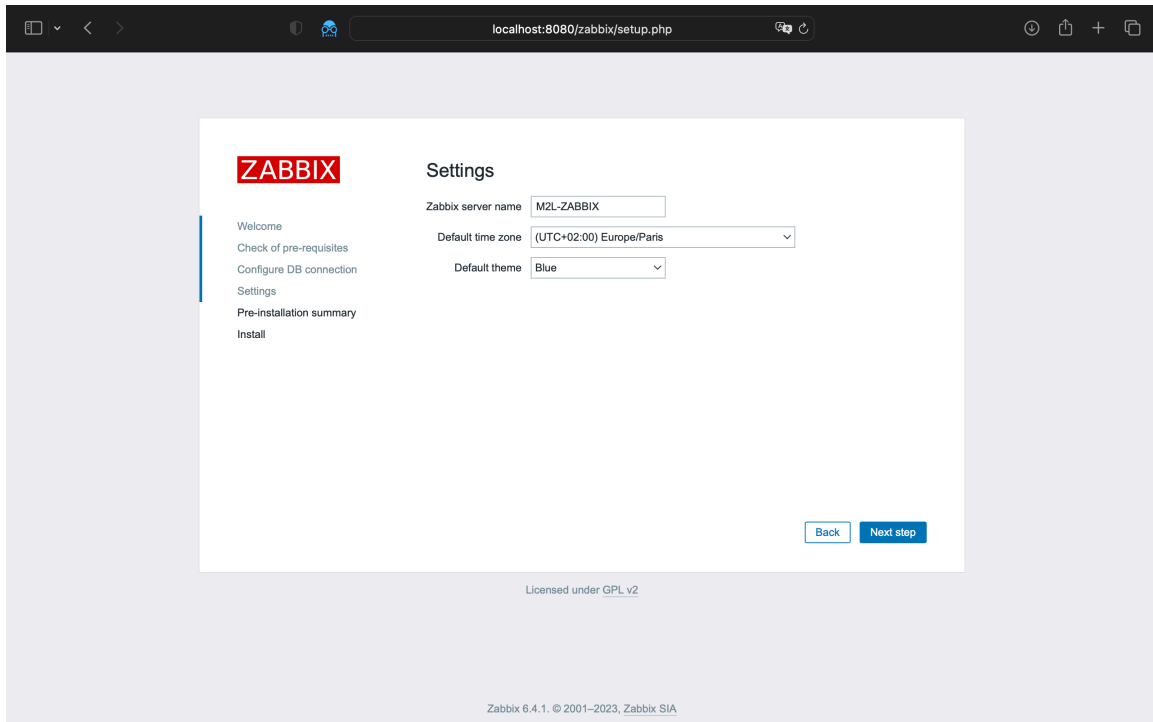 localhost:8080/zabbix/setup.php
ZABBIX
Welcome
Check of pre-requisites
Configure DB connection
Settings
Pre-installation summary
Install
Settings
Zabbix server name M2L-ZABBIX
Default time zone (UTC+02:00) Europe/Paris
Default theme Blue
Back Next step
Licensed under GPL v2
Zabbix 6.4.1. © 2001–2023, Zabbix SIA